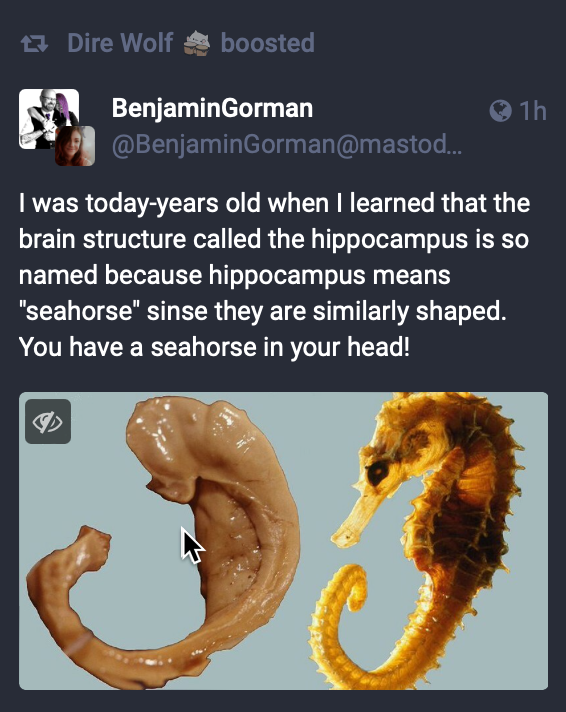 Dire Wolf boosted
BenjaminGorman
1h
@BenjaminGorman@mastod...
I was today-years old when I learned that the
brain structure called the hippocampus is so
named because hippocampus means
"seahorse" sinse they are similarly shaped.
You have a seahorse in your head!